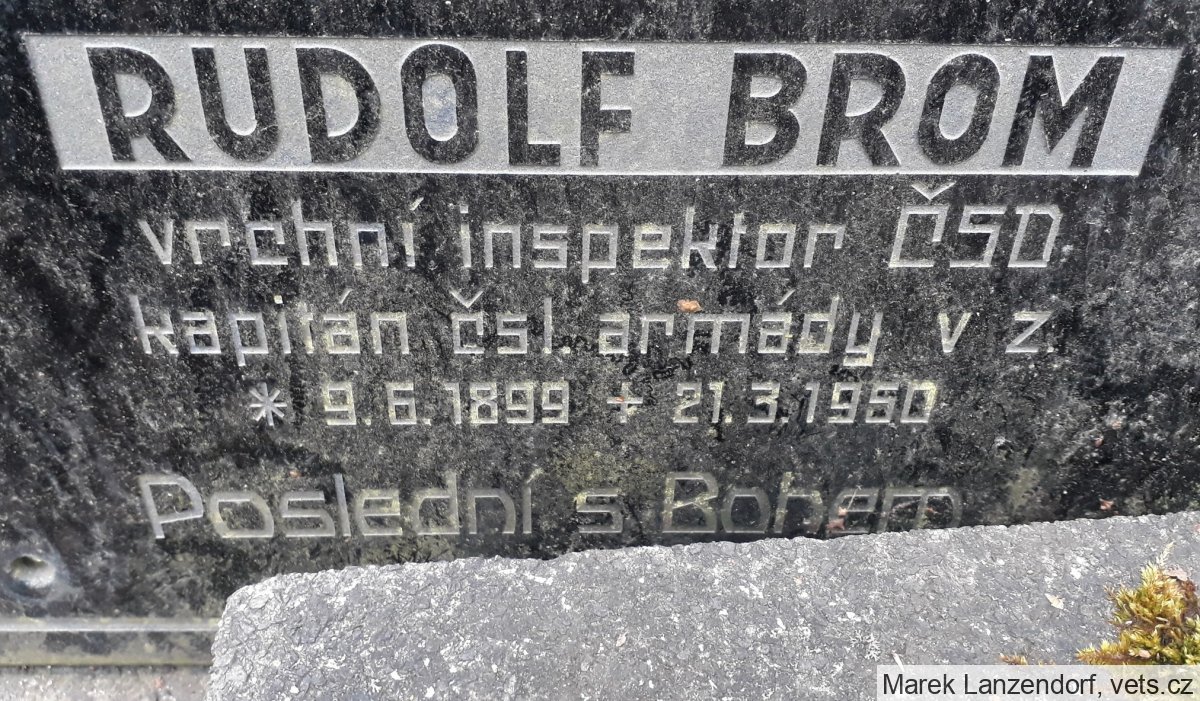 RUDOLF BROM
vrchní inspektor ČSD
kapitán čsl. armády v z.
* 9.6.1899 + 21.3.1950
Poslední s Bohem
Marek Lanzendorf, vets.cz